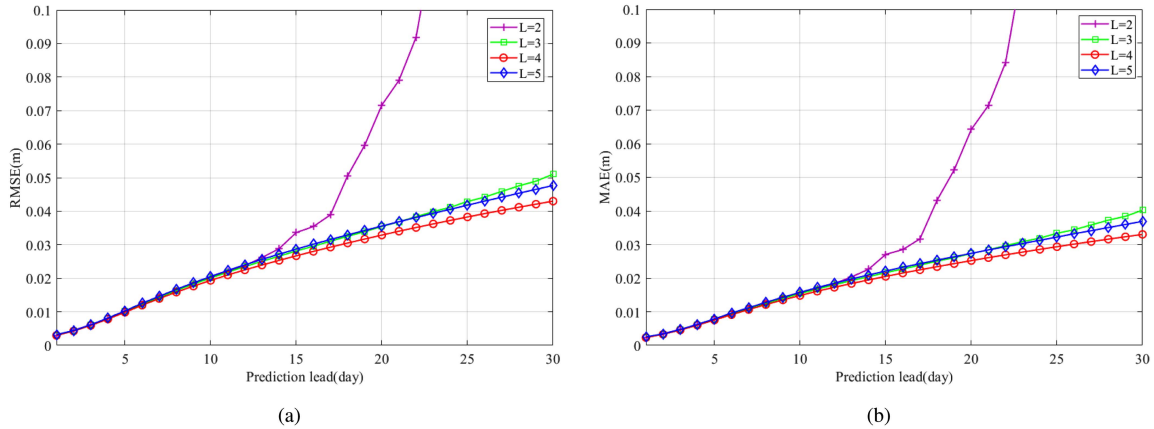 0.1
0.09
0.08
0.07
0.06
0.05
0.04
0.03
0.02
0.01
0
RMSE(m)
L=2
L=3
L=4
L=5
5 10 15 20 25 30
Prediction lead(day)
(a)
0.1
0.09
0.08
0.07
0.06
0.05
0.04
0.03
0.02
0.01
0
MAE(m)
L=2
L=3
L=4
L=5
5 10 15 20 25 30
Prediction lead(day)
(b)